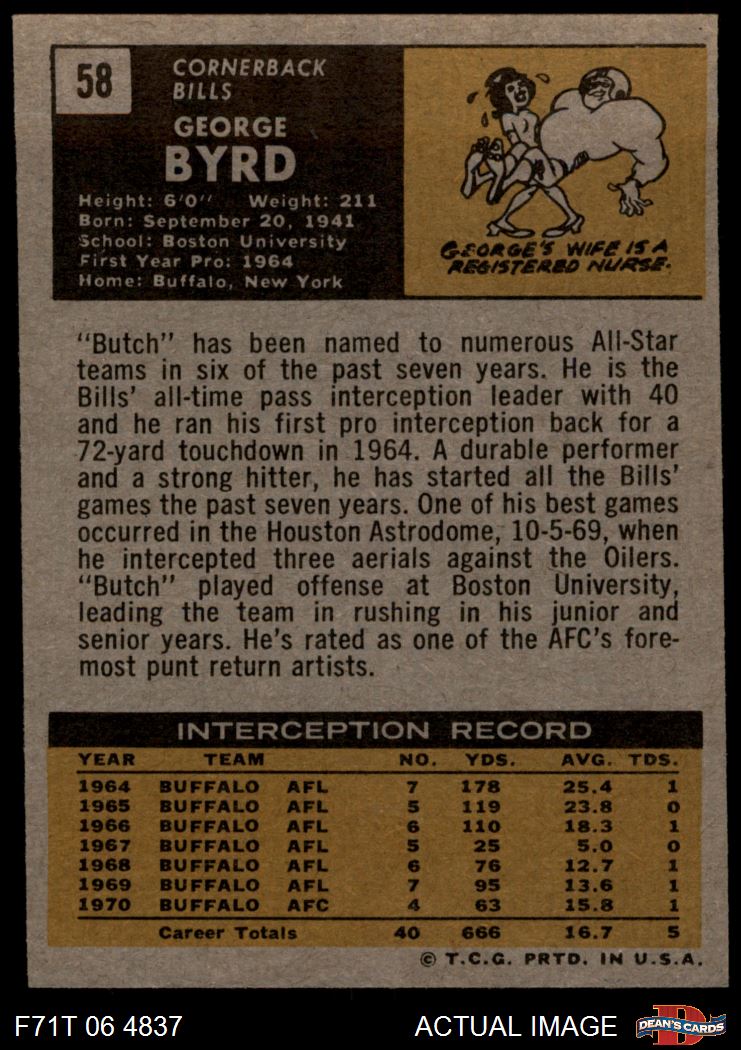 58
CORNERBACK
BILLS
GEORGE
BYRD
Height: 6'0" Weight: 211
Born: September 20, 1941
School: Boston University
First Year Pro: 1964
Home: Buffalo, New York
GEORGE'S WIFE IS A
REGISTERED NURSE.
"Butch" has been named to numerous All-Star
teams in six of the past seven years. He is the
Bills' all-time pass interception leader with 40
and he ran his first pro interception back for a
72-yard touchdown in 1964. A durable performer
and a strong hitter, he has started all the Bills'
games the past seven years. One of his best games
occurred in the Houston Astrodome, 10-5-69, when
he intercepted three aerials against the Oilers.
"Butch" played offense at Boston University,
leading the team in rushing in his junior and
senior years. He's rated as one of the AFC's fore-
most punt return artists.
INTERCEPTION RECORD
YEAR TEAM NO. YDS. AVG. TDS.
1964 BUFFALO AFL 7 178 25.4 1
1965 BUFFALO AFL 5 119 23.8 0
1966 BUFFALO AFL 6 110 18.3 1
1967 BUFFALO AFL 5 25 5.0 0
1968 BUFFALO AFL 6 76 12.7 1
1969 BUFFALO AFL 7 95 13.6 1
1970 BUFFALO AFC 4 63 15.8 1
Career Totals 40 666 16.7 5
© T.C.G. PRTD. IN U.S.A.
F71T 06 4837 ACTUAL IMAGE
D
DEAN'S CARDS